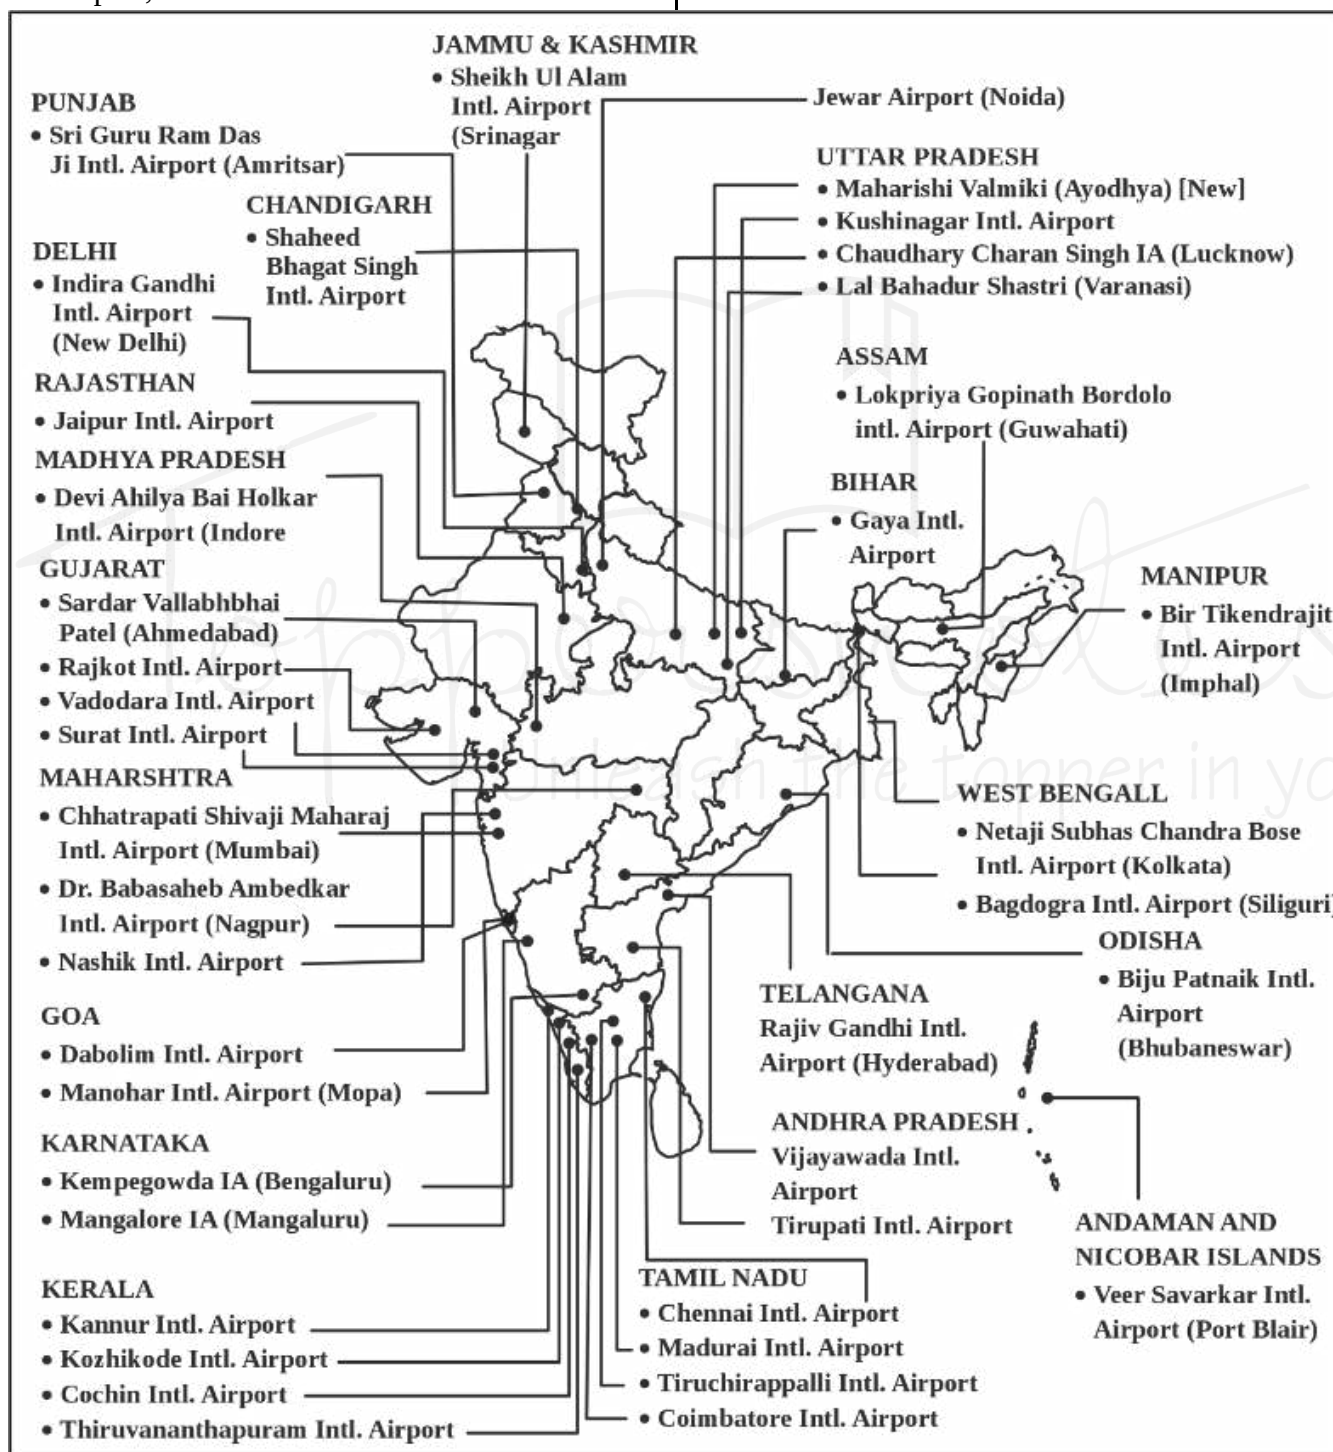 JAMMU & KASHMIR
• Sheikh Ul Alam
Intl. Airport
(Srinagar
PUNJAB
• Sri Guru Ram Das
Ji Intl. Airport (Amritsar)
CHANDIGARH
• Shaheed
Bhagat Singh
Intl. Airport
DELHI
• Indira Gandhi
Intl. Airport
(New Delhi)
RAJASTHAN
• Jaipur Intl. Airport
MADHYA PRADESH
• Devi Ahilya Bai Holkar
Intl. Airport (Indore
GUJARAT
• Sardar Vallabhbhai
Patel (Ahmedabad)
• Rajkot Intl. Airport
• Vadodara Intl. Airport
• Surat Intl. Airport
MAHARSHTRA
• Chhatrapati Shivaji Maharaj
Intl. Airport (Mumbai)
• Dr. Babasaheb Ambedkar
Intl. Airport (Nagpur)
• Nashik Intl. Airport
GOA
• Dabolim Intl. Airport
• Manohar Intl. Airport (Mopa)
KARNATAKA
• Kempegowda IA (Bengaluru)
• Mangalore IA (Mangaluru)
KERALA
• Kannur Intl. Airport
• Kozhikode Intl. Airport
• Cochin Intl. Airport
• Thiruvananthapuram Intl. Airport
Jewar Airport (Noida)
UTTAR PRADESH
• Maharishi Valmiki (Ayodhya) [New]
• Kushinagar Intl. Airport
• Chaudhary Charan Singh IA (Lucknow)
• Lal Bahadur Shastri (Varanasi)
ASSAM
• Lokpriya Gopinath Bordolo
intl. Airport (Guwahati)
BIHAR
• Gaya Intl.
Airport
MANIPUR
• Bir Tikendrajit
Intl. Airport
(Imphal)
WEST BENGALL
• Netaji Subhas Chandra Bose
Intl. Airport (Kolkata)
• Bagdogra Intl. Airport (Siliguri)
ODISHA
• Biju Patnaik Intl.
Airport
(Bhubaneswar)
TELANGANA
Rajiv Gandhi Intl.
Airport (Hyderabad)
ANDHRA PRADESH
Vijayawada Intl.
Airport
Tirupati Intl. Airport
TAMIL NADU
• Chennai Intl. Airport
• Madurai Intl. Airport
• Tiruchirappalli Intl. Airport
• Coimbatore Intl. Airport
ANDAMAN AND
NICOBAR ISLANDS
• Veer Savarkar Intl.
Airport (Port Blair)
Unleash the topper in